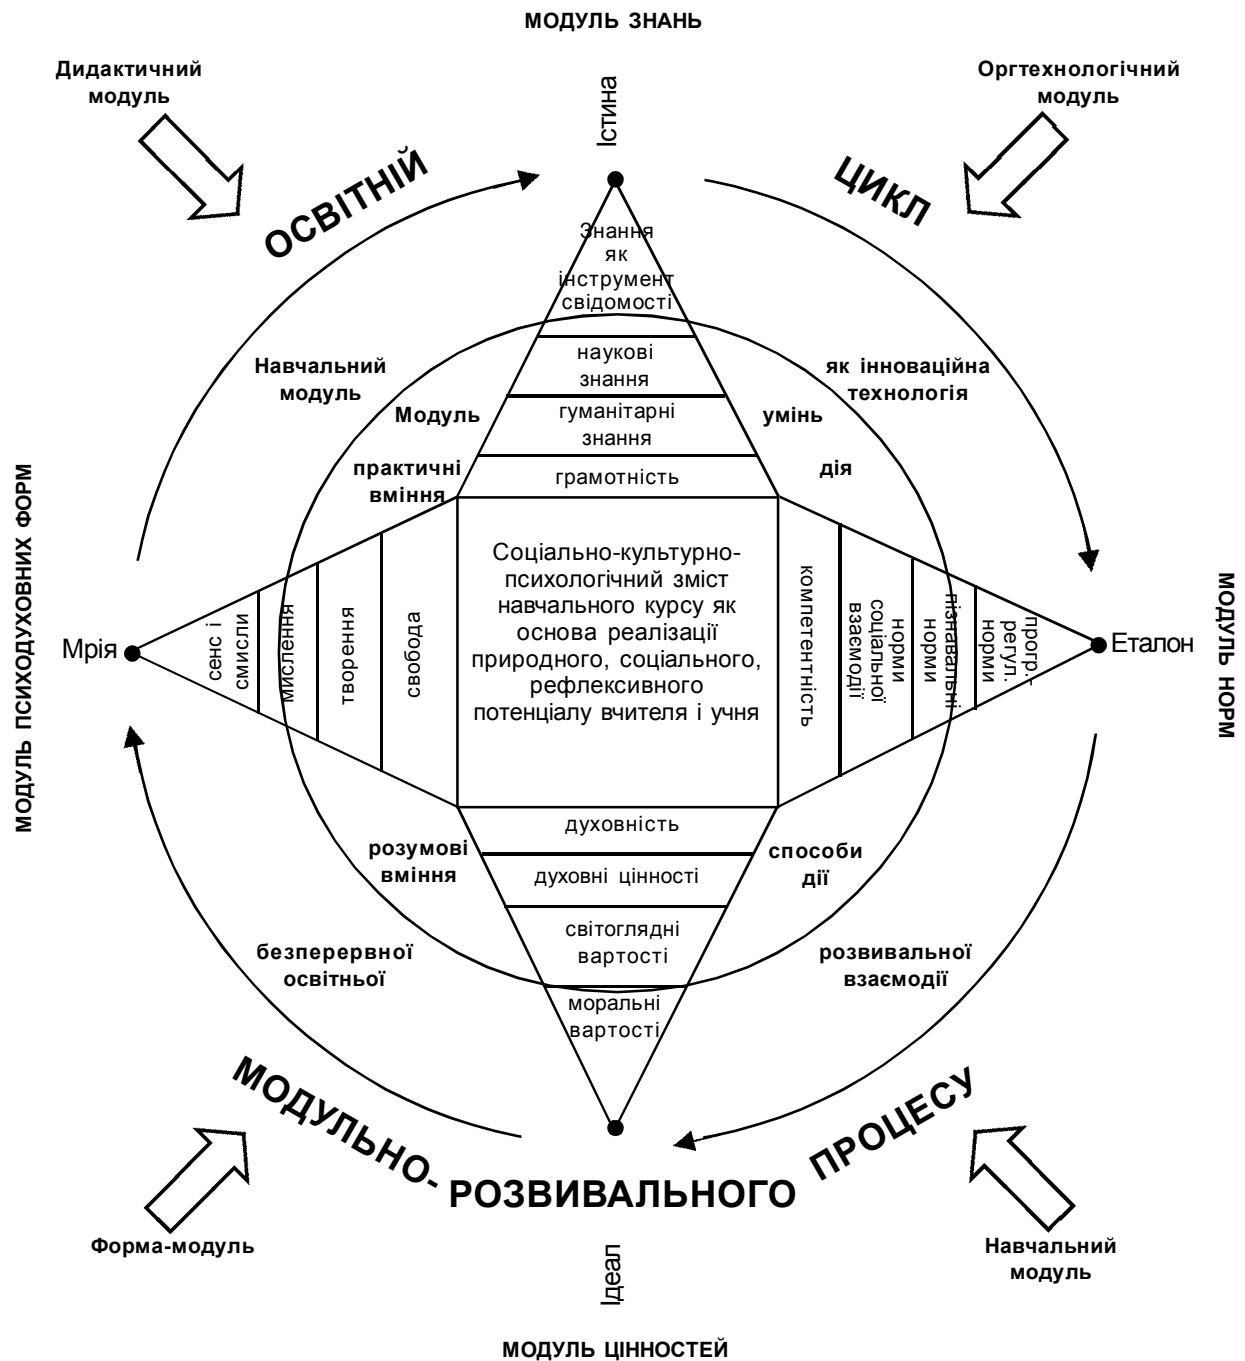 МОДУЛЬ ЗНАНЬ
Дидактичний
модуль
Оргтехнологічний
модуль
Істина
ОСВІТНІЙ
ЦИКЛ
Знання
як
інструмент
свідомості
наукові
знання
гуманітарні
знання
грамотність
Навчальний
модуль
як інноваційна
технологія
Модуль
умінь
практичні
вміння
дія
МОДУЛЬ ПСИХОДУХОВНИХ ФОРМ
Мрія
сенс і
смисли
мислення
творення
свобода
Соціально-культурно-
психологічний зміст
навчального курсу як
основа реалізації
природного, соціального,
рефлексивного
потенціалу вчителя і учня
компетентність
норми
соціальної
взаємодії
пізнавальні
норми
прогр.-
регул.
норми
Еталон
МОДУЛЬ НОРМ
духовність
духовні цінності
світоглядні
вартості
моральні
вартості
розумові
вміння
способи
дії
безперервної
освітньої
розвивальної
взаємодії
МОДУЛЬНО-
РОЗВИВАЛЬНОГО
ПРОЦЕСУ
Форма-модуль
Навчальний
модуль
Ідеал
МОДУЛЬ ЦІННОСТЕЙ